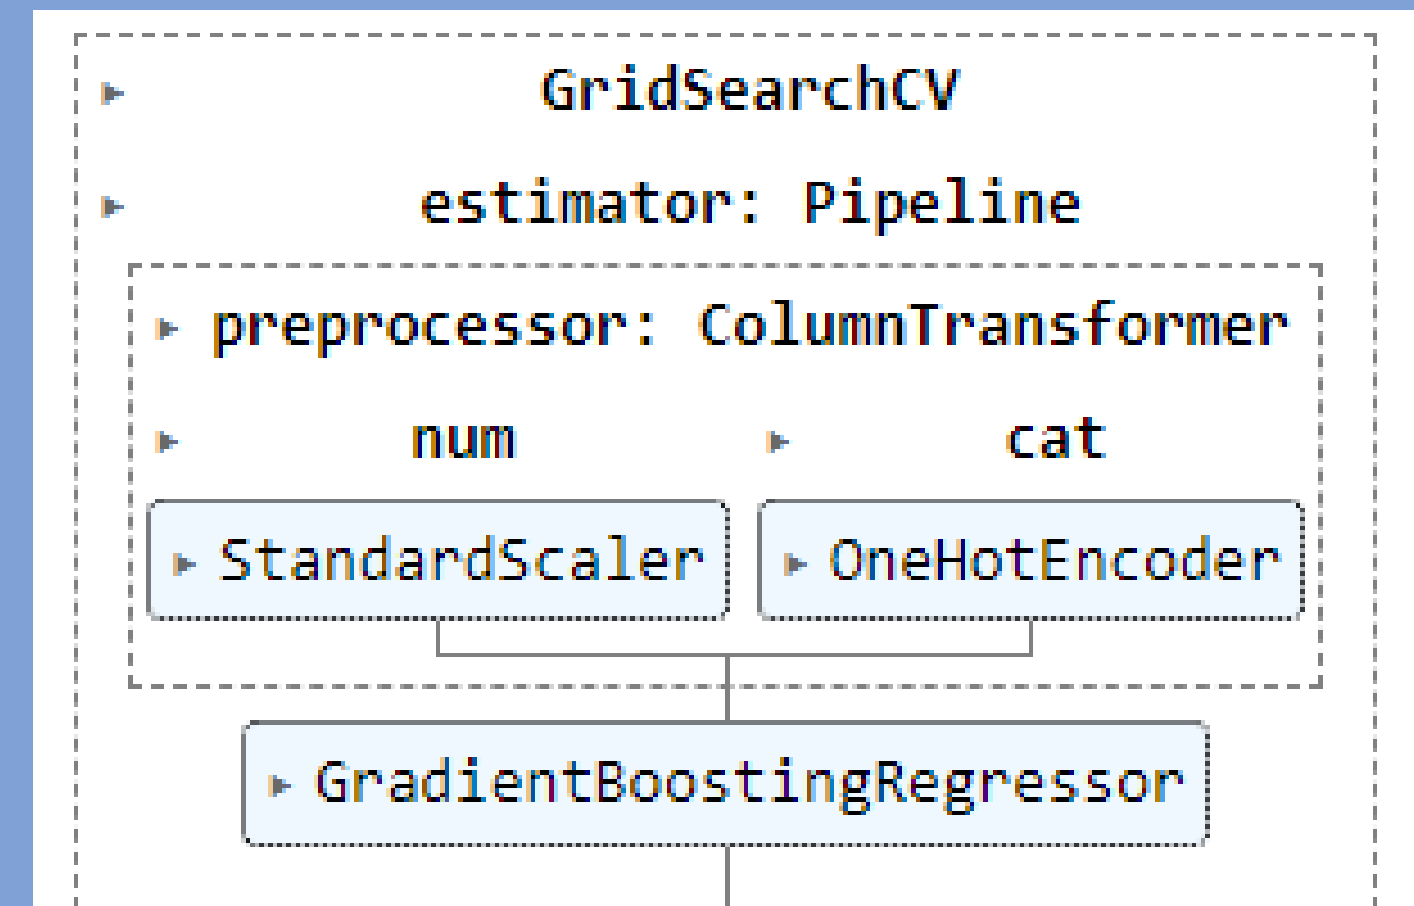 GridSearchCV
estimator: Pipeline
preprocessor: ColumnTransformer
num cat
StandardScaler OneHotEncoder
GradientBoostingRegressor